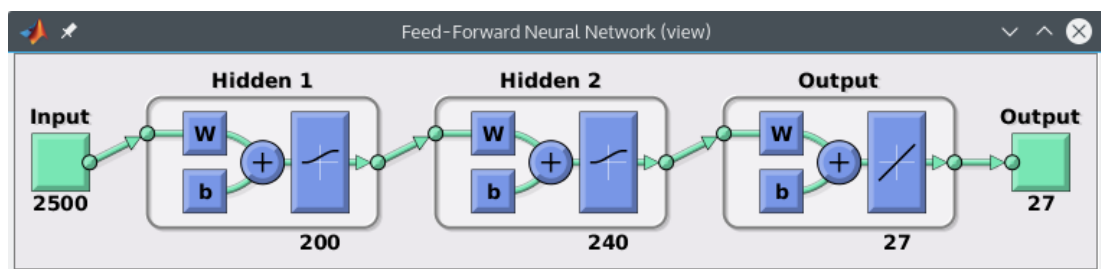 Feed-Forward Neural Network (view)
Hidden 1 Hidden 2 Output
Input Output
W W W
+ + +
b b b
2500 27
200 240 27